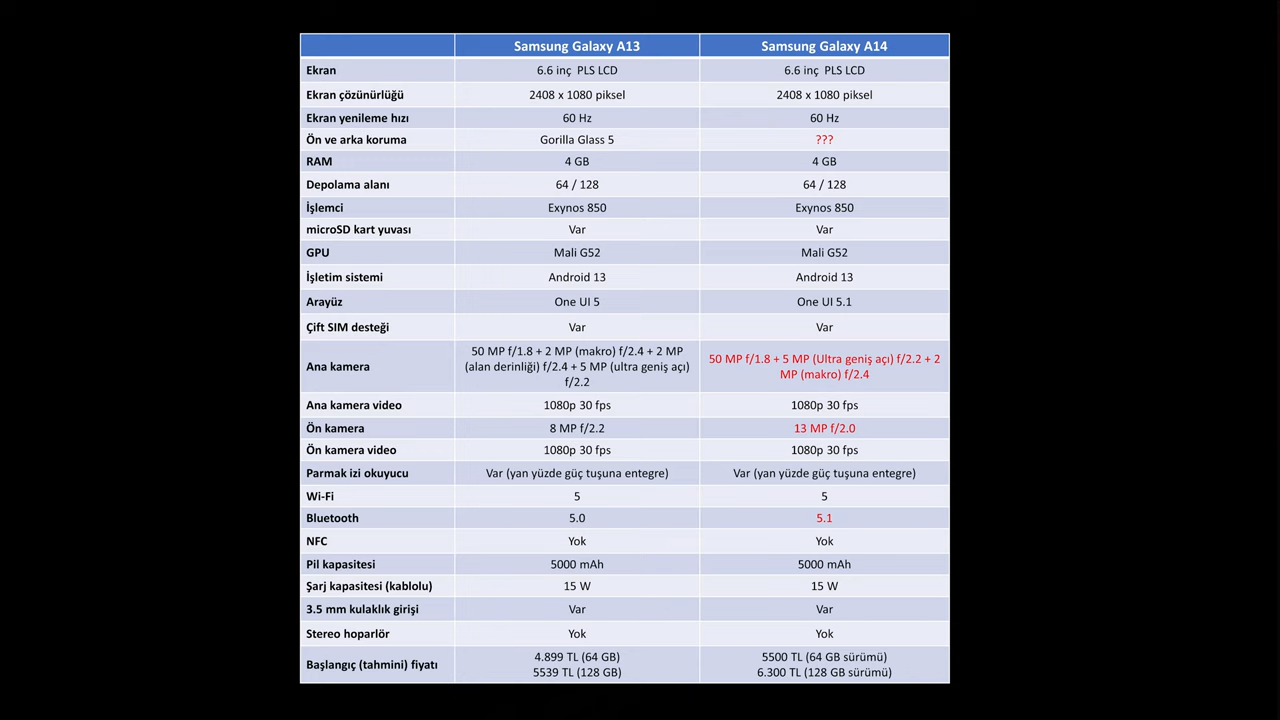 Samsung Galaxy A13 Samsung Galaxy A14
Ekran 6.6 inç PLS LCD 6.6 inç PLS LCD
Ekran çözünürlüğü 2408 x 1080 piksel 2408 x 1080 piksel
Ekran yenileme hızı 60 Hz 60 Hz
Ön ve arka koruma Gorilla Glass 5 ???
RAM 4 GB 4 GB
Depolama alanı 64 / 128 64 / 128
İşlemci Exynos 850 Exynos 850
microSD kart yuvası Var Var
GPU Mali G52 Mali G52
İşletim sistemi Android 13 Android 13
Arayüz One UI 5 One UI 5.1
Çift SIM desteği Var Var
Ana kamera
50 MP f/1.8 + 2 MP (makro) f/2.4 + 2 MP
(alan derinliği) f/2.4 + 5 MP (ultra geniş açı)
f/2.2
50 MP f/1.8 + 5 MP (Ultra geniş açı) f/2.2 + 2
MP (makro) f/2.4
Ana kamera video 1080p 30 fps 1080p 30 fps
Ön kamera 8 MP f/2.2 13 MP f/2.0
Ön kamera video 1080p 30 fps 1080p 30 fps
Parmak izi okuyucu Var (yan yüzde güç tuşuna entegre) Var (yan yüzde güç tuşuna entegre)
Wi-Fi 5 5
Bluetooth 5.0 5.1
NFC Yok Yok
Pil kapasitesi 5000 mAh 5000 mAh
Şarj kapasitesi (kablolu) 15 W 15 W
3.5 mm kulaklık girişi Var Var
Stereo hoparlör Yok Yok
Başlangıç (tahmini) fiyatı
4.899 TL (64 GB)
5539 TL (128 GB)
5500 TL (64 GB sürümü)
6.300 TL (128 GB sürümü)